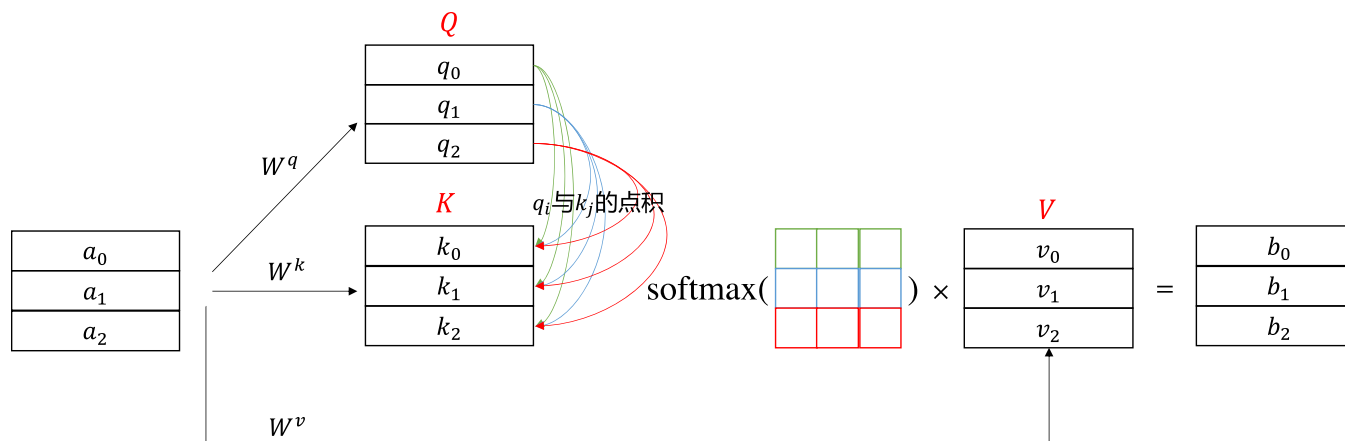 Q
q₀
q₁
q₂
W^q
K
qᵢ与kⱼ的点积
k₀
k₁
k₂
W^k
a₀
a₁
a₂
softmax( ) ×
V
v₀
v₁
v₂
=
b₀
b₁
b₂
W^v